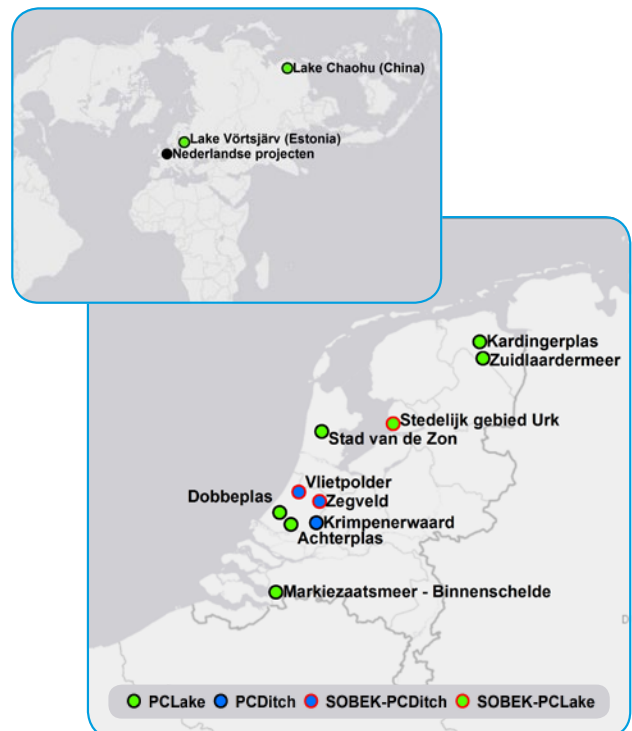 Lake Chaohu (China)
Lake Vörtsjärv (Estonia)
Nederlandse projecten
Kardingerplas
Zuidlaardermeer
Stedelijk gebied Urk
Stad van de Zon
Vlietpolder
Dobbeplas
Zegveld
Krimpenerwaard
Achterplas
Markiezaatsmeer - Binnenschelde
D
PCLake PCDitch SOBEK-PCDitch SOBEK-PCLake